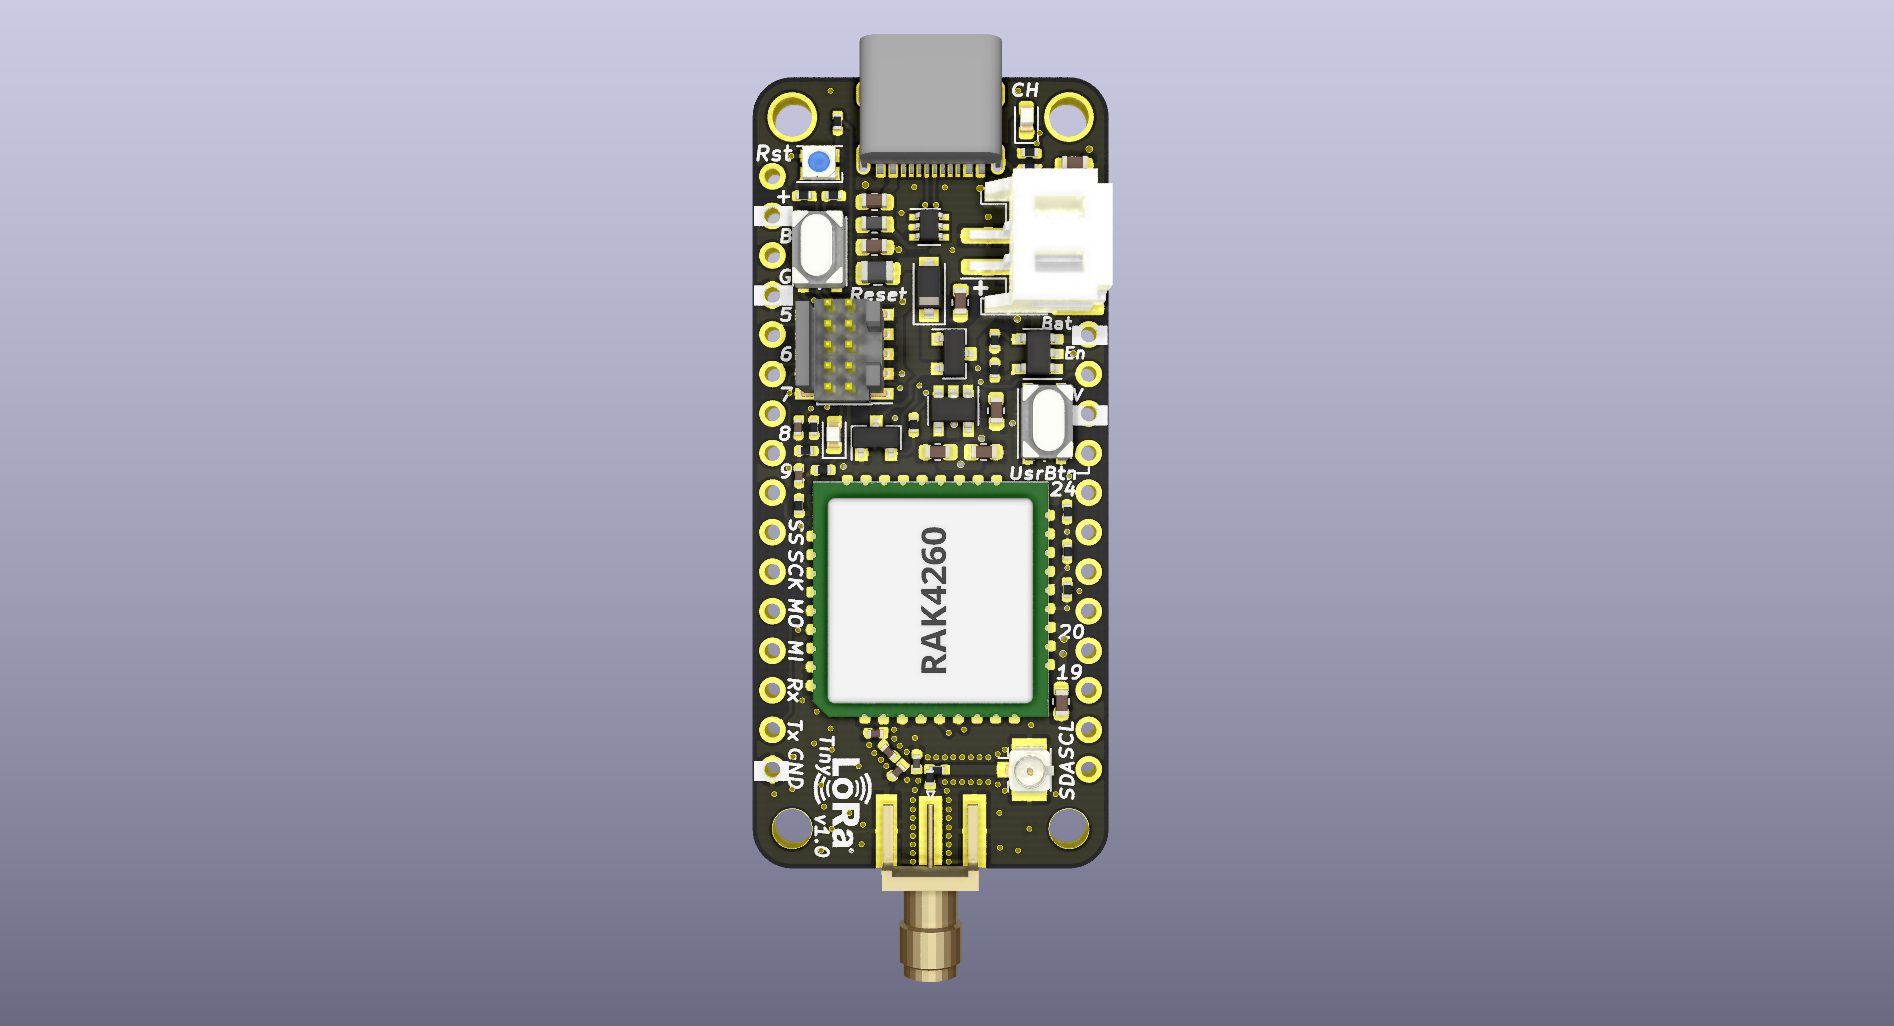 CH
Rst
+
B
G
Reset
+
5
Bat
6
En
7
V
8
UsrBtn
9
24
SS
SCK
RAK4260
MO
20
MI
19
Rx
Tx
SCL
GND
SDA
Tiny
LoRa
v1.0